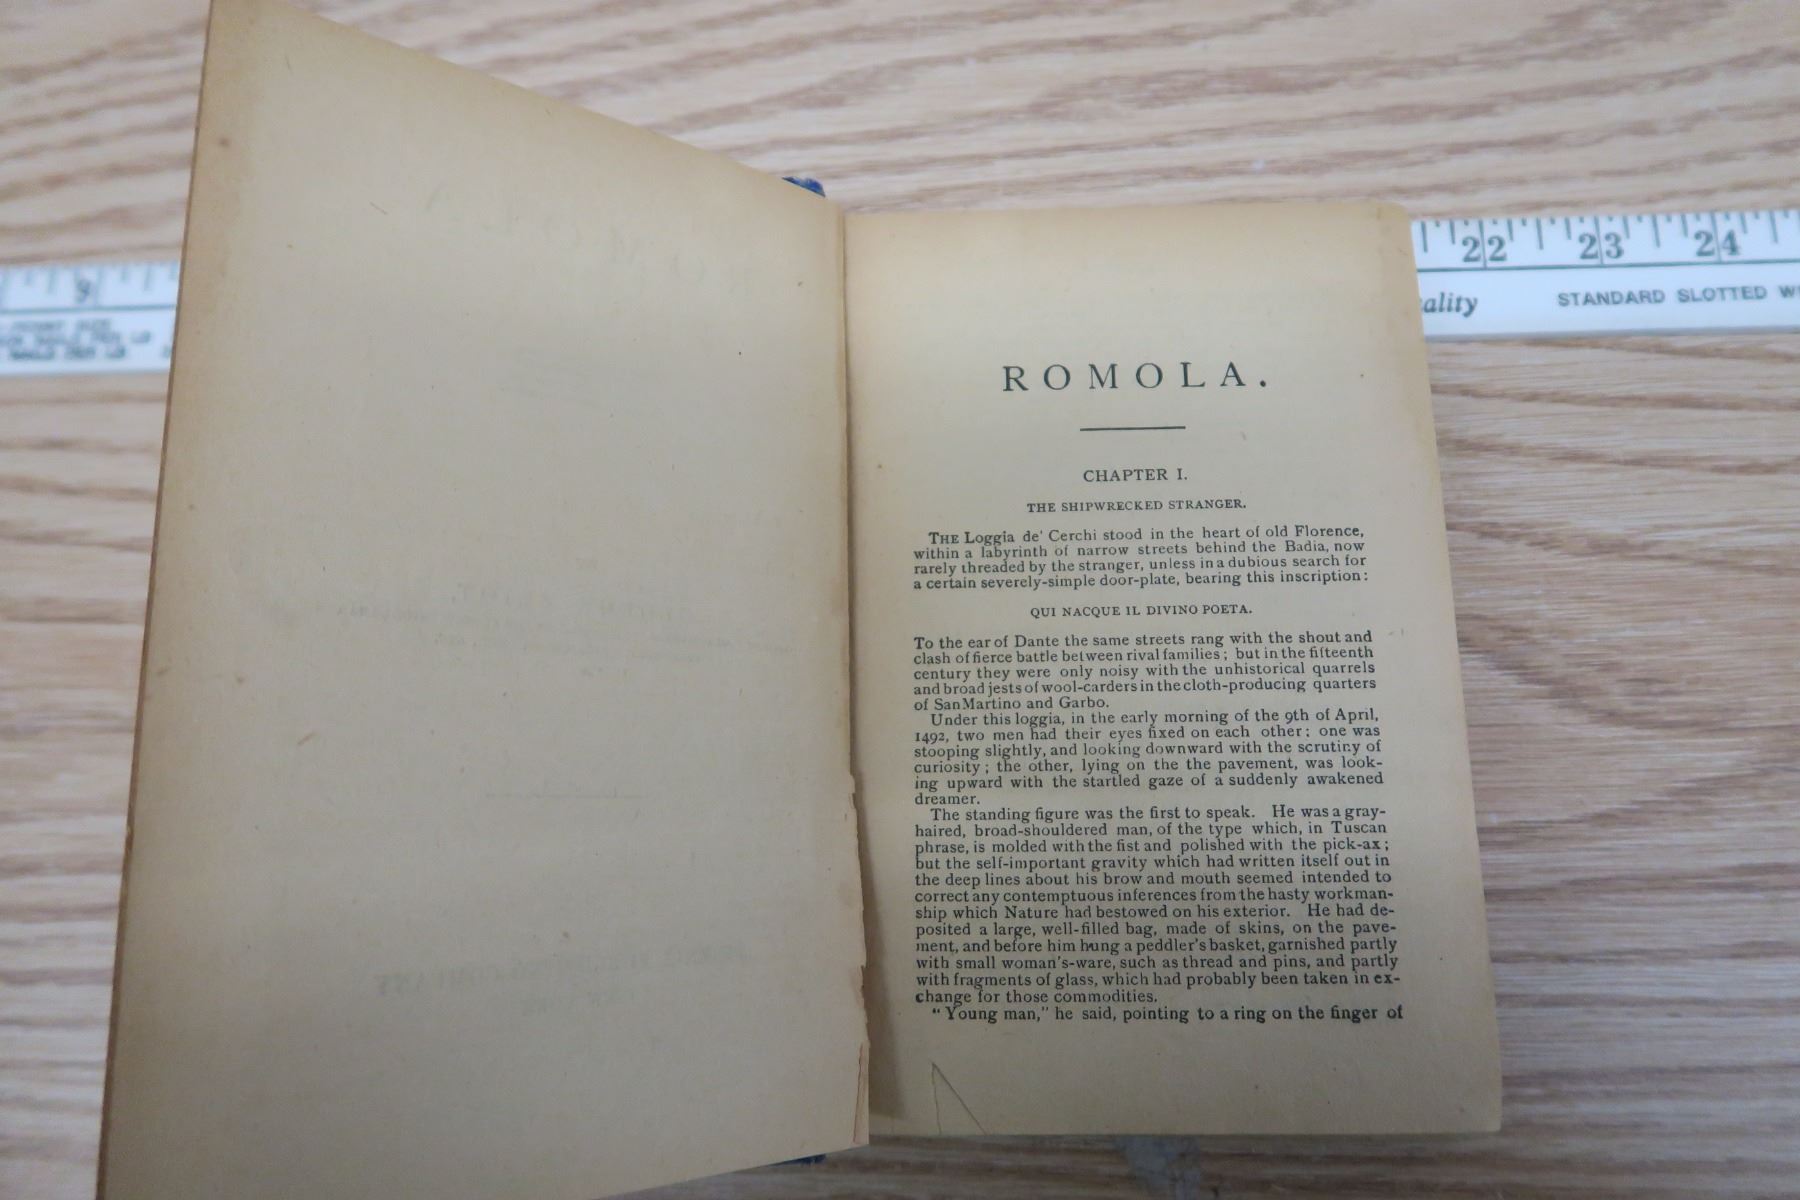 9
22 23 24
ality STANDARD SLOTTED W
ROMOLA.
CHAPTER I.
THE SHIPWRECKED STRANGER.
THE Loggia de' Cerchi stood in the heart of old Florence,
within a labyrinth of narrow streets behind the Badia, now
rarely threaded by the stranger, unless in a dubious search for
a certain severely-simple door-plate, bearing this inscription:
QUI NACQUE IL DIVINO POETA.
To the ear of Dante the same streets rang with the shout and
clash of fierce battle between rival families; but in the fifteenth
century they were only noisy with the unhistorical quarrels
and broad jests of wool-carders in the cloth-producing quarters
of San Martino and Garbo.
Under this loggia, in the early morning of the 9th of April,
1492, two men had their eyes fixed on each other: one was
stooping slightly, and looking downward with the scrutiny of
curiosity; the other, lying on the the pavement, was look-
ing upward with the startled gaze of a suddenly awakened
dreamer.
The standing figure was the first to speak. He was a gray-
haired, broad-shouldered man, of the type which, in Tuscan
phrase, is molded with the fist and polished with the pick-ax;
but the self-important gravity which had written itself out in
the deep lines about his brow and mouth seemed intended to
correct any contemptuous inferences from the hasty workman-
ship which Nature had bestowed on his exterior. He had de-
posited a large, well-filled bag, made of skins, on the pave-
ment, and before him hung a peddler's basket, garnished partly
with small woman's-ware, such as thread and pins, and partly
with fragments of glass, which had probably been taken in ex-
change for those commodities.
"Young man," he said, pointing to a ring on the finger of